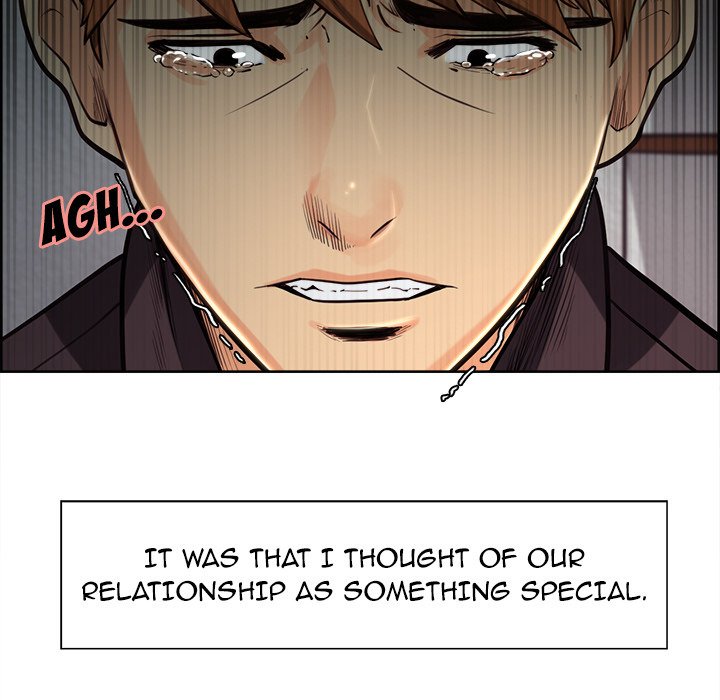 AGH...
IT WAS THAT I THOUGHT OF OUR
RELATIONSHIP AS SOMETHING SPECIAL.